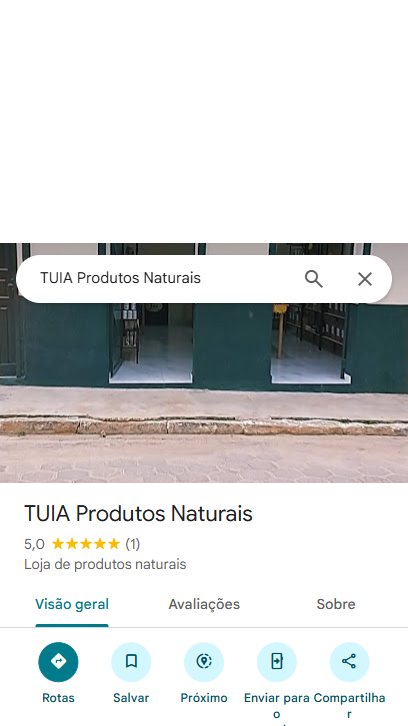 TUIA Produtos Naturais
TUIA Produtos Naturais
5,0 (1)
Loja de produtos naturais
Visão geral Avaliações Sobre
Rotas Salvar Próximo Enviar para o Compartilhar